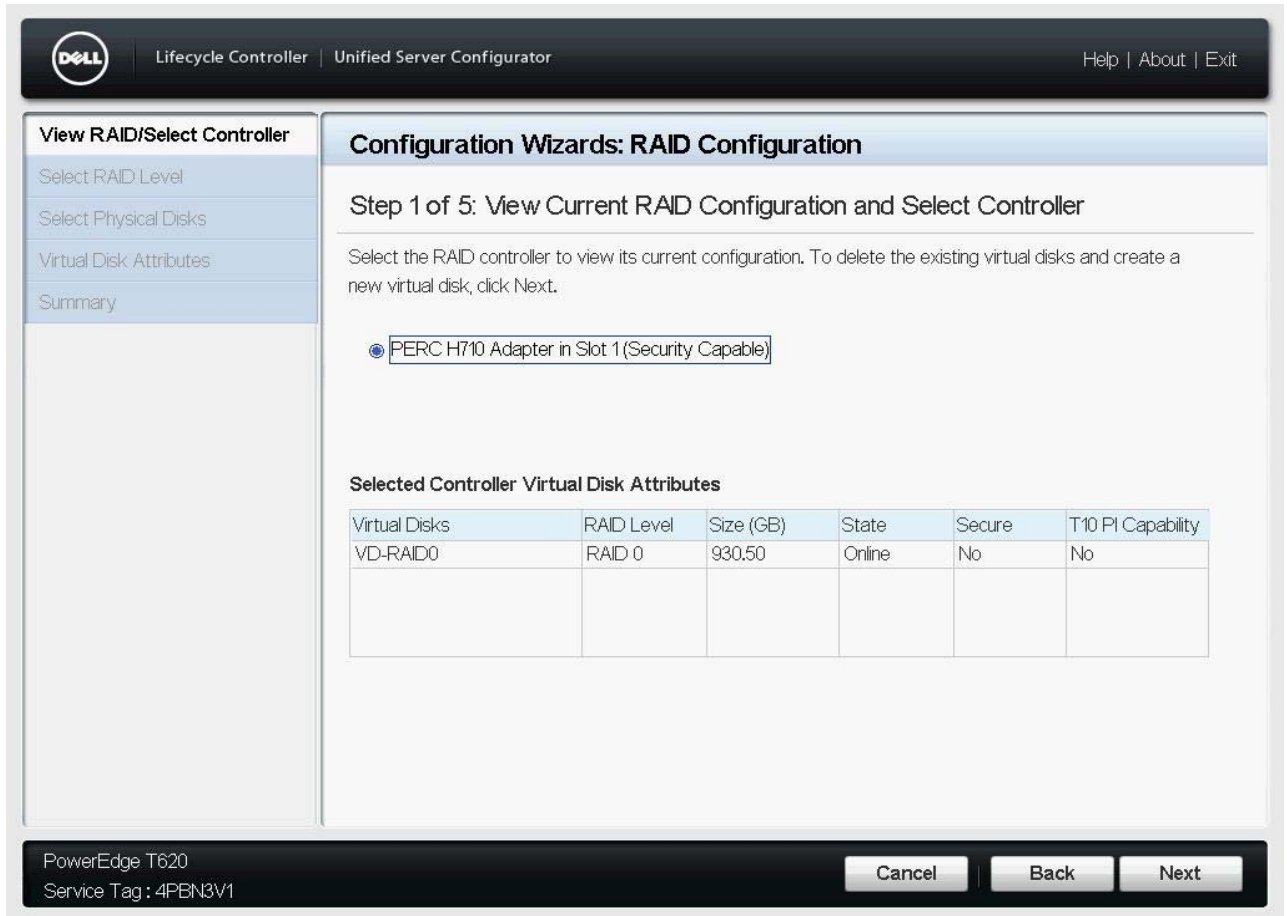 DELL
Lifecycle Controller | Unified Server Configurator
Help | About | Exit
View RAID/Select Controller
Select RAID Level
Select Physical Disks
Virtual Disk Attributes
Summary
Configuration Wizards: RAID Configuration
Step 1 of 5: View Current RAID Configuration and Select Controller
Select the RAID controller to view its current configuration. To delete the existing virtual disks and create a
new virtual disk, click Next.
PERC H710 Adapter in Slot 1 (Security Capable)
Selected Controller Virtual Disk Attributes
Virtual Disks RAID Level Size (GB) State Secure T10 PI Capability
VD-RAID0 RAID 0 930.50 Online No No
PowerEdge T620
Service Tag : 4PBN3V1
Cancel | Back Next